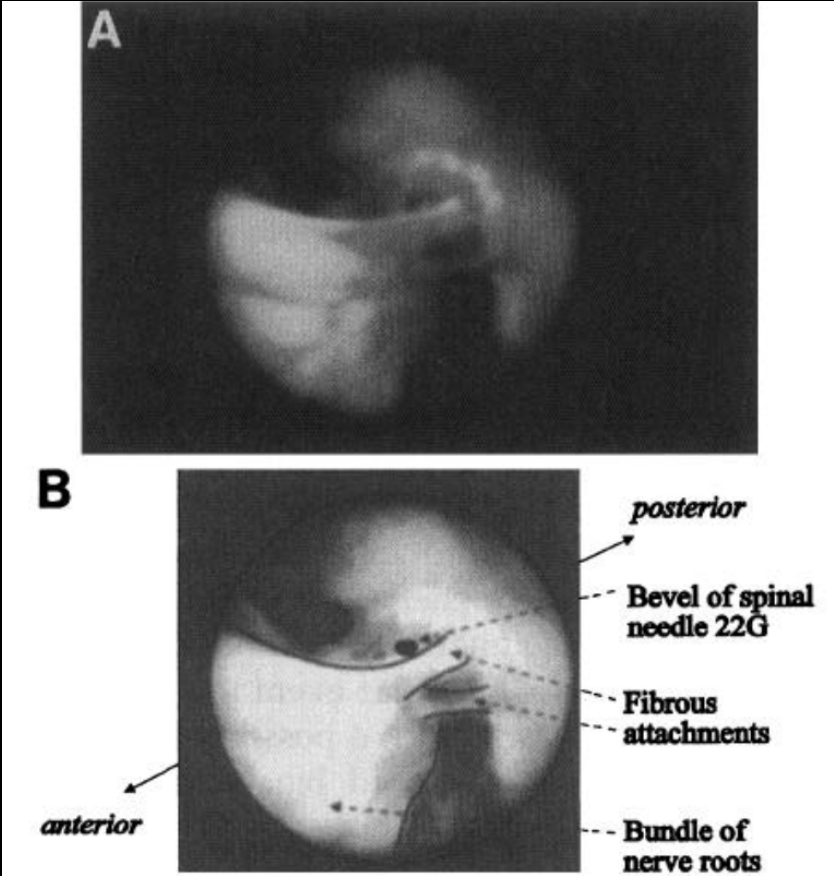 A
B
posterior
Bevel of spinal
needle 22G
Fibrous
attachments
anterior
Bundle of
nerve roots